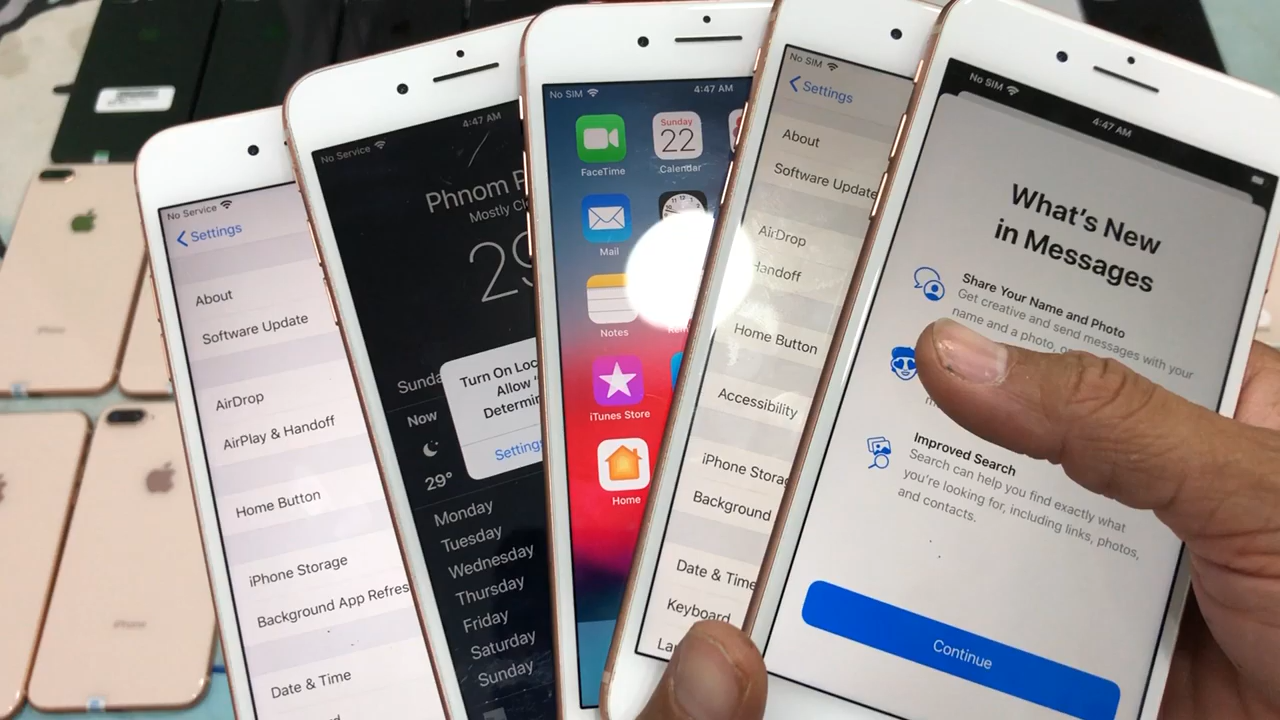 No Service
Settings
About
Software Update
AirDrop
AirPlay & Handoff
Home Button
iPhone Storage
Background App Refres
Date & Time
No Service
4:47 AM
Phnom P
Mostly Clo
29
Sunda
Now
29°
Turn On Loc
Allow "
Determin
Settings
Monday
Tuesday
Wednesday
Thursday
Friday
Saturday
Sunday
No SIM
4:47 AM
FaceTime
Sunday
22
Calendar
Mail
Notes
iTunes Store
Home
No SIM
Settings
About
Software Update
AirDrop
Handoff
Home Button
Accessibility
iPhone Storag
Background
Date & Time
Keyboard
No SIM
4:47 AM
What's New
in Messages
Share Your Name and Photo
Get creative and send messages with your
name and a photo, or
Improved Search
Search can help you find exactly what
you're looking for, including links, photos,
and contacts.
Continue
iPhone